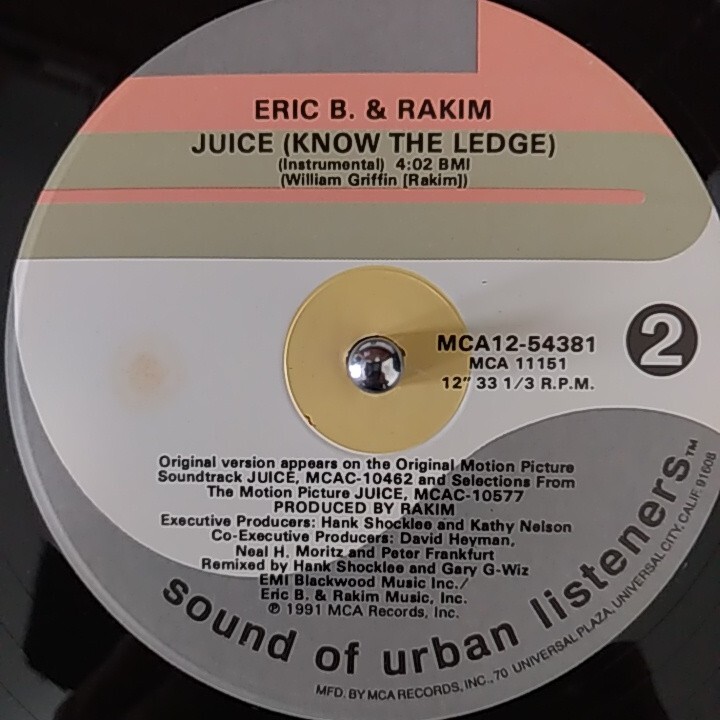 ERIC B. & RAKIM
JUICE (KNOW THE LEDGE)
(Instrumental) 4:02 BMI
(William Griffin [Rakim])
MCA12-54381
MCA 11151
12" 33 1/3 R.P.M.
2
Original version appears on the Original Motion Picture
Soundtrack JUICE, MCAC-10462 and Selections From
The Motion Picture JUICE, MCAC-10577
PRODUCED BY RAKIM
Executive Producers: Hank Shocklee and Kathy Nelson
Co-Executive Producers: David Heyman,
Neal H. Moritz and Peter Frankfurt
Remixed by Hank Shocklee and Gary G-Wiz
EMI Blackwood Music Inc./
Eric B. & Rakim Music, Inc.
℗ 1991 MCA Records, Inc.
sound of urban listeners™
MFD. BY MCA RECORDS, INC., 70 UNIVERSAL PLAZA, UNIVERSAL CITY, CALIF. 91608